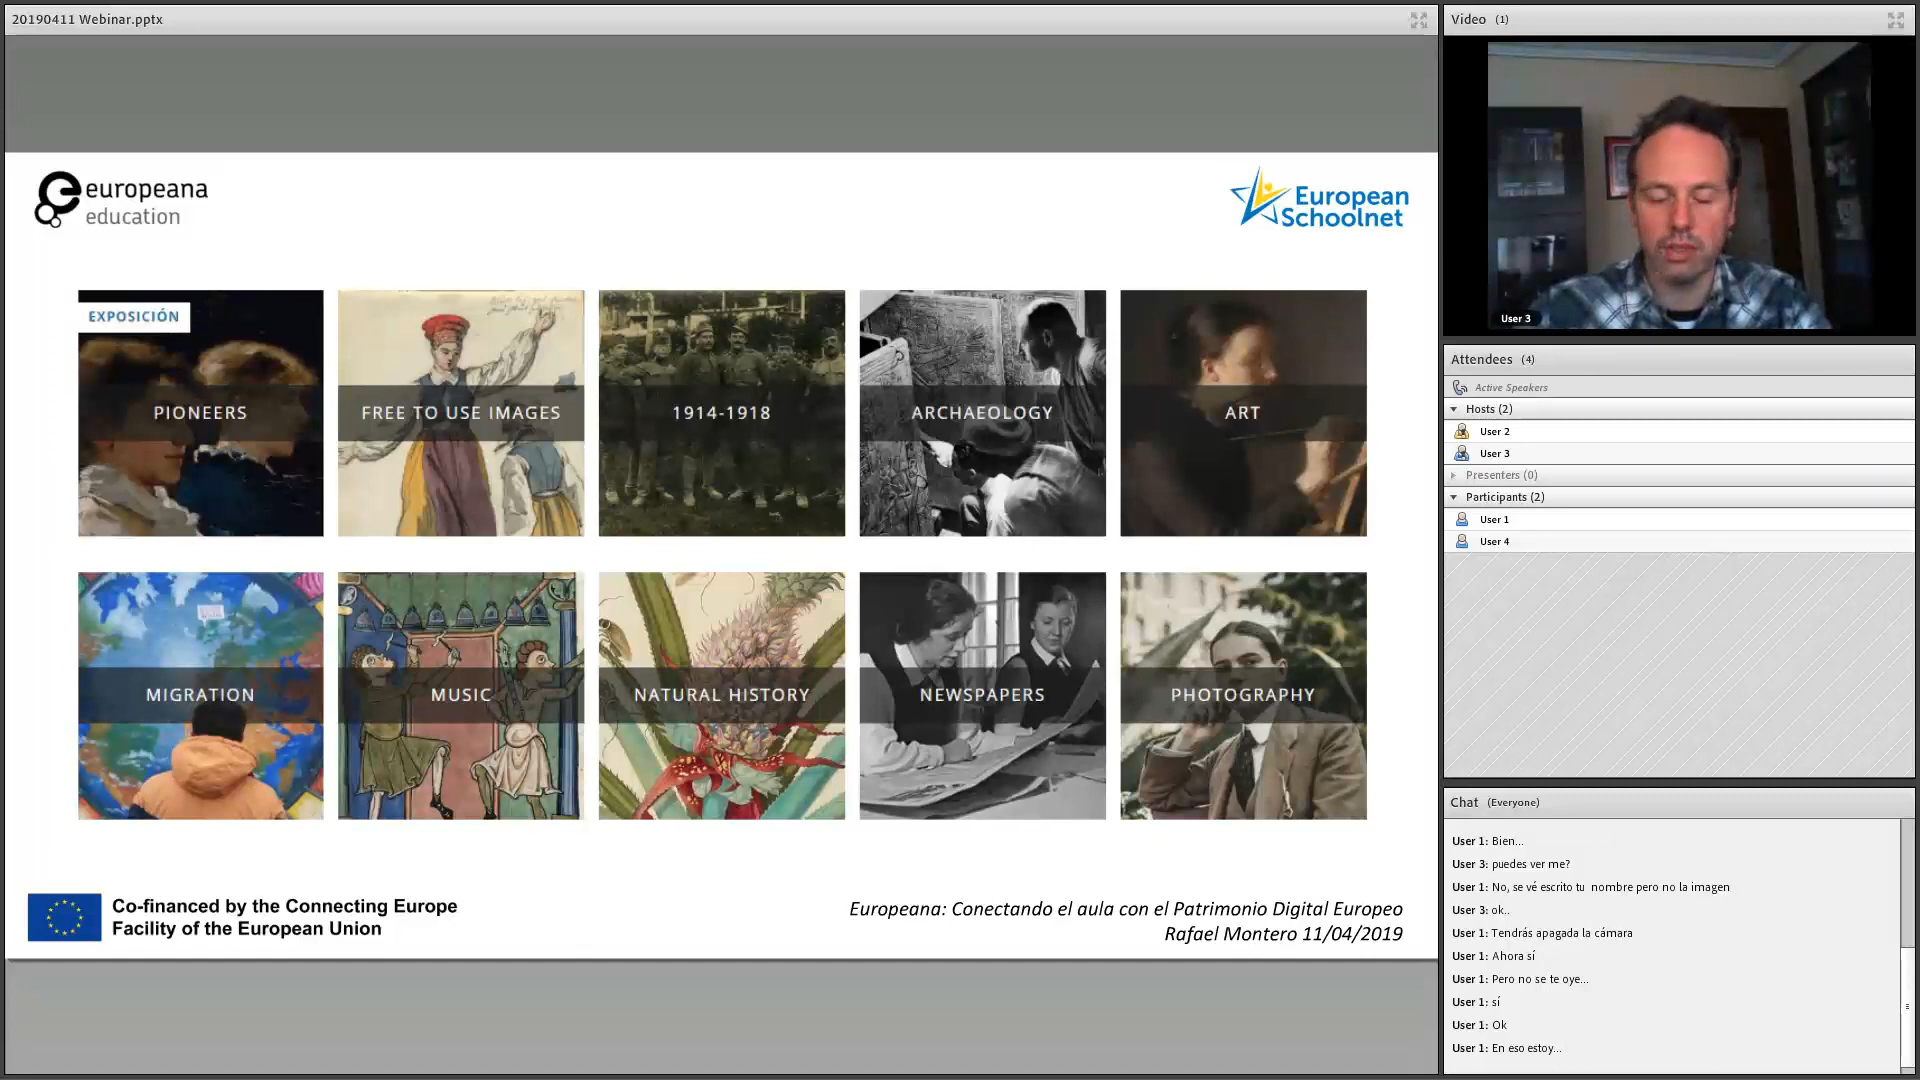 20190411 Webinar.pptx
europeana
education
European
Schoolnet
EXPOSICIÓN
PIONEERS
FREE TO USE IMAGES
1914-1918
ARCHAEOLOGY
ART
MIGRATION
MUSIC
NATURAL HISTORY
NEWSPAPERS
PHOTOGRAPHY
Co-financed by the Connecting Europe
Facility of the European Union
Europeana: Conectando el aula con el Patrimonio Digital Europeo
Rafael Montero 11/04/2019
Video (1)
User 3
Attendees (4)
Active Speakers
Hosts (2)
User 2
User 3
Presenters (0)
Participants (2)
User 1
User 4
Chat (Everyone)
User 1: Bien...
User 3: puedes ver me?
User 1: No, se vé escrito tu nombre pero no la imagen
User 3: ok..
User 1: Tendrás apagada la cámara
User 1: Ahora sí
User 1: Pero no se te oye...
User 1: sí
User 1: Ok
User 1: En eso estoy...